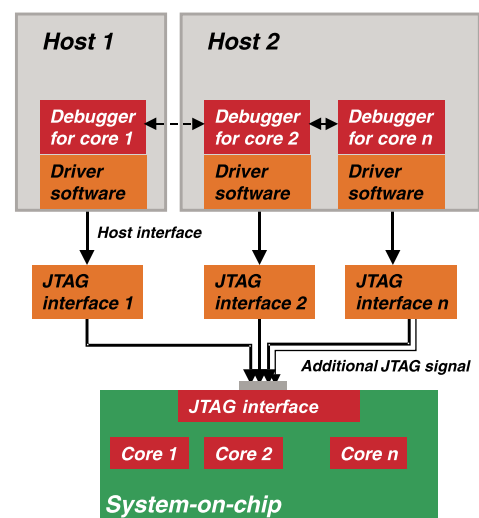 Host 1
Host 2
Debugger
for core 1
Debugger
for core 2
Debugger
for core n
Driver
software
Driver
software
Driver
software
Host interface
JTAG
interface 1
JTAG
interface 2
JTAG
interface n
Additional JTAG signal
JTAG interface
Core 1
Core 2
Core n
System-on-chip